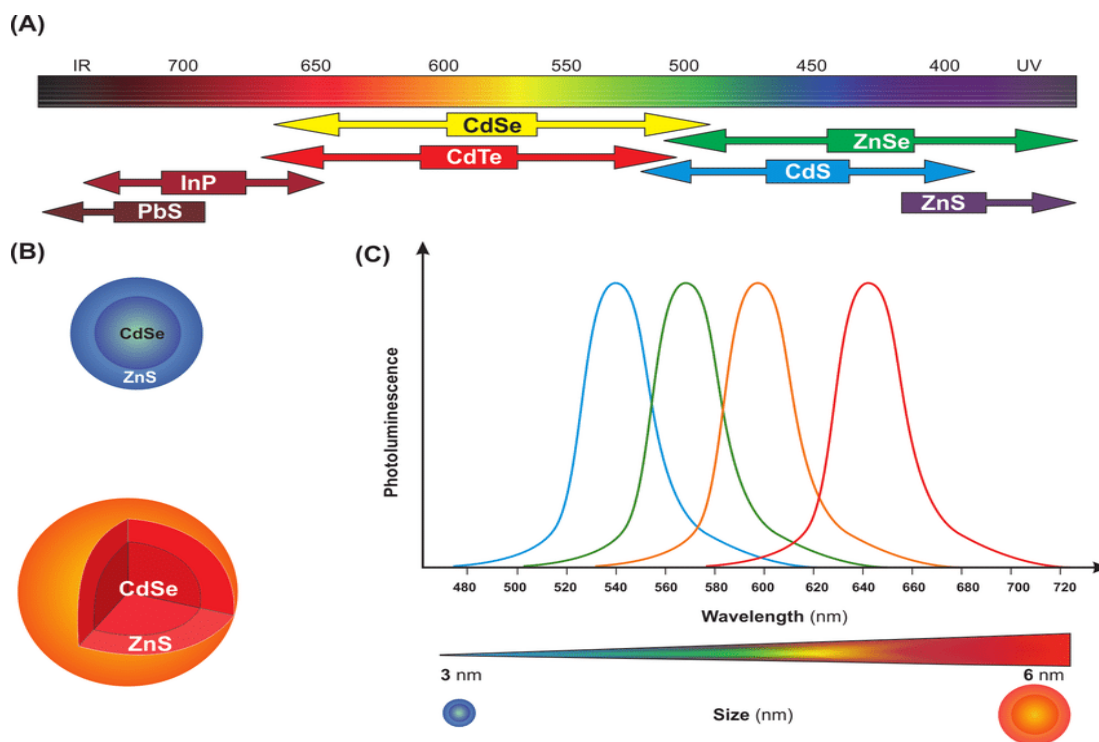 (A)
IR 700 650 600 550 500 450 400 UV
CdSe
ZnSe
CdTe
CdS
InP
ZnS
PbS
(B)
CdSe
ZnS
CdSe
ZnS
(C)
Photoluminescence
480 500 520 540 560 580 600 620 640 660 680 700 720
Wavelength (nm)
3 nm 6 nm
Size (nm)